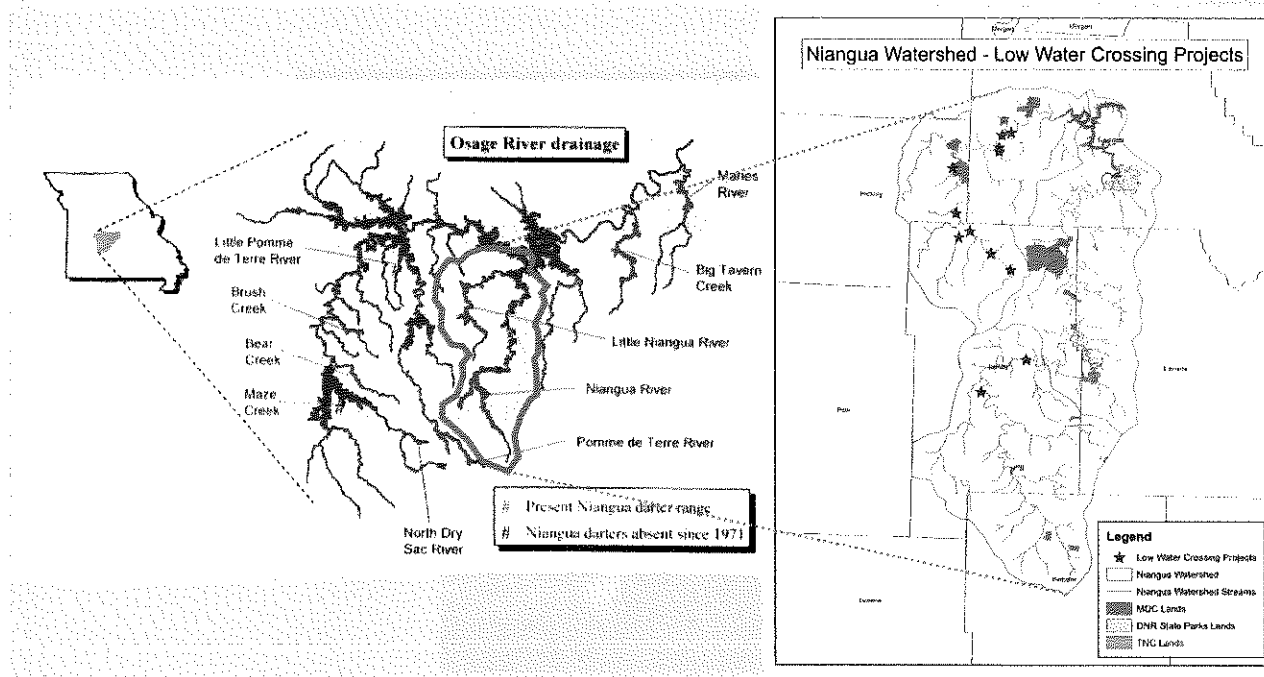 Osage River drainage
Maries
River
Little Pomme
de Terre River
Big Tavern
Creek
Brush
Creek
Little Niangua River
Bear
Creek
Niangua River
Maze
Creek
Pomme de Terre River
North Dry
Sac River
# Present Niangua darter range
# Niangua darters absent since 1971
Niangua Watershed - Low Water Crossing Projects
Hickory
Polk
Legend
Low Water Crossing Projects
Niangua Watershed
Niangua Watershed Streams
MDC Lands
DNR State Parks Lands
TNC Lands